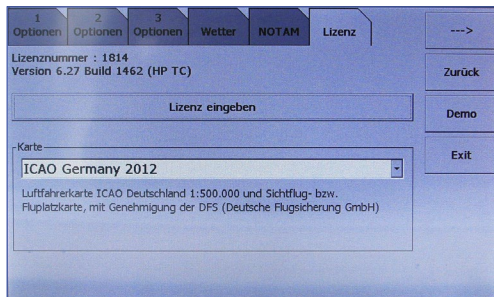 1
Optionen
2
Optionen
3
Optionen
Wetter
NOTAM
Lizenz
--->
Lizenznummer : 1814
Version 6.27 Build 1462 (HP TC)
Zurück
Lizenz eingeben
Demo
Karte
Exit
ICAO Germany 2012
Luftfahrerkarte ICAO Deutschland 1:500.000 und Sichtflug- bzw.
Fluplatzkarte, mit Genehmigung der DFS (Deutsche Flugsicherung GmbH)